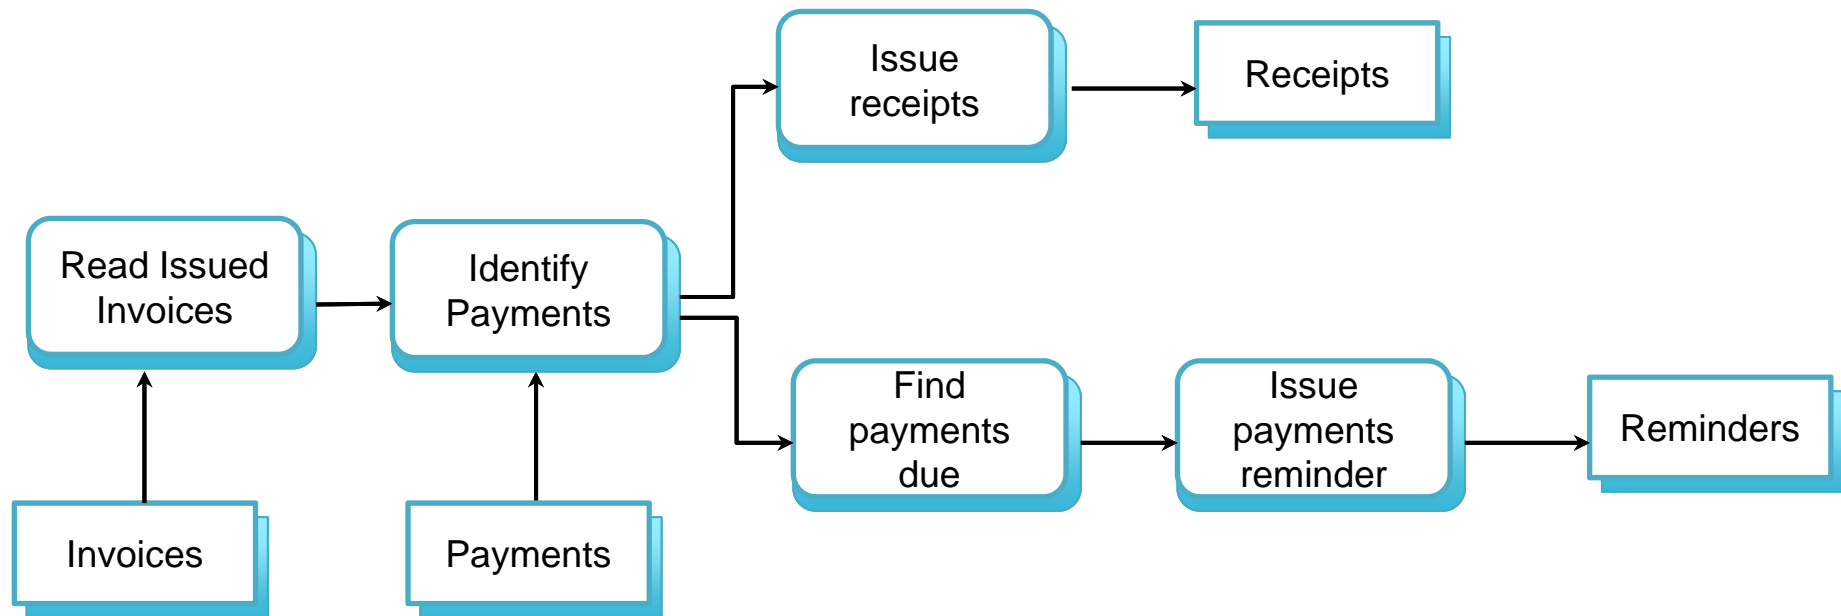 Issue
receipts
Receipts
Read Issued
Invoices
Identify
Payments
Find
payments
due
Issue
payments
reminder
Reminders
Invoices
Payments